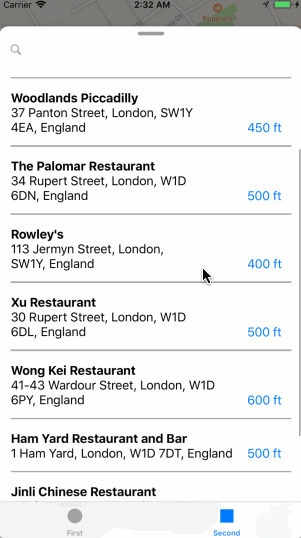 Carrier
2:32 AM
Woodlands Piccadilly
37 Panton Street, London, SW1Y
4EA, England
450 ft
The Palomar Restaurant
34 Rupert Street, London, W1D
6DN, England
500 ft
Rowley's
113 Jermyn Street, London,
SW1Y, England
400 ft
Xu Restaurant
30 Rupert Street, London, W1D
6DL, England
500 ft
Wong Kei Restaurant
41-43 Wardour Street, London, W1D
6PY, England
600 ft
Ham Yard Restaurant and Bar
1 Ham Yard, London, W1D 7DT, England
500 ft
Jinli Chinese Restaurant
First
Second